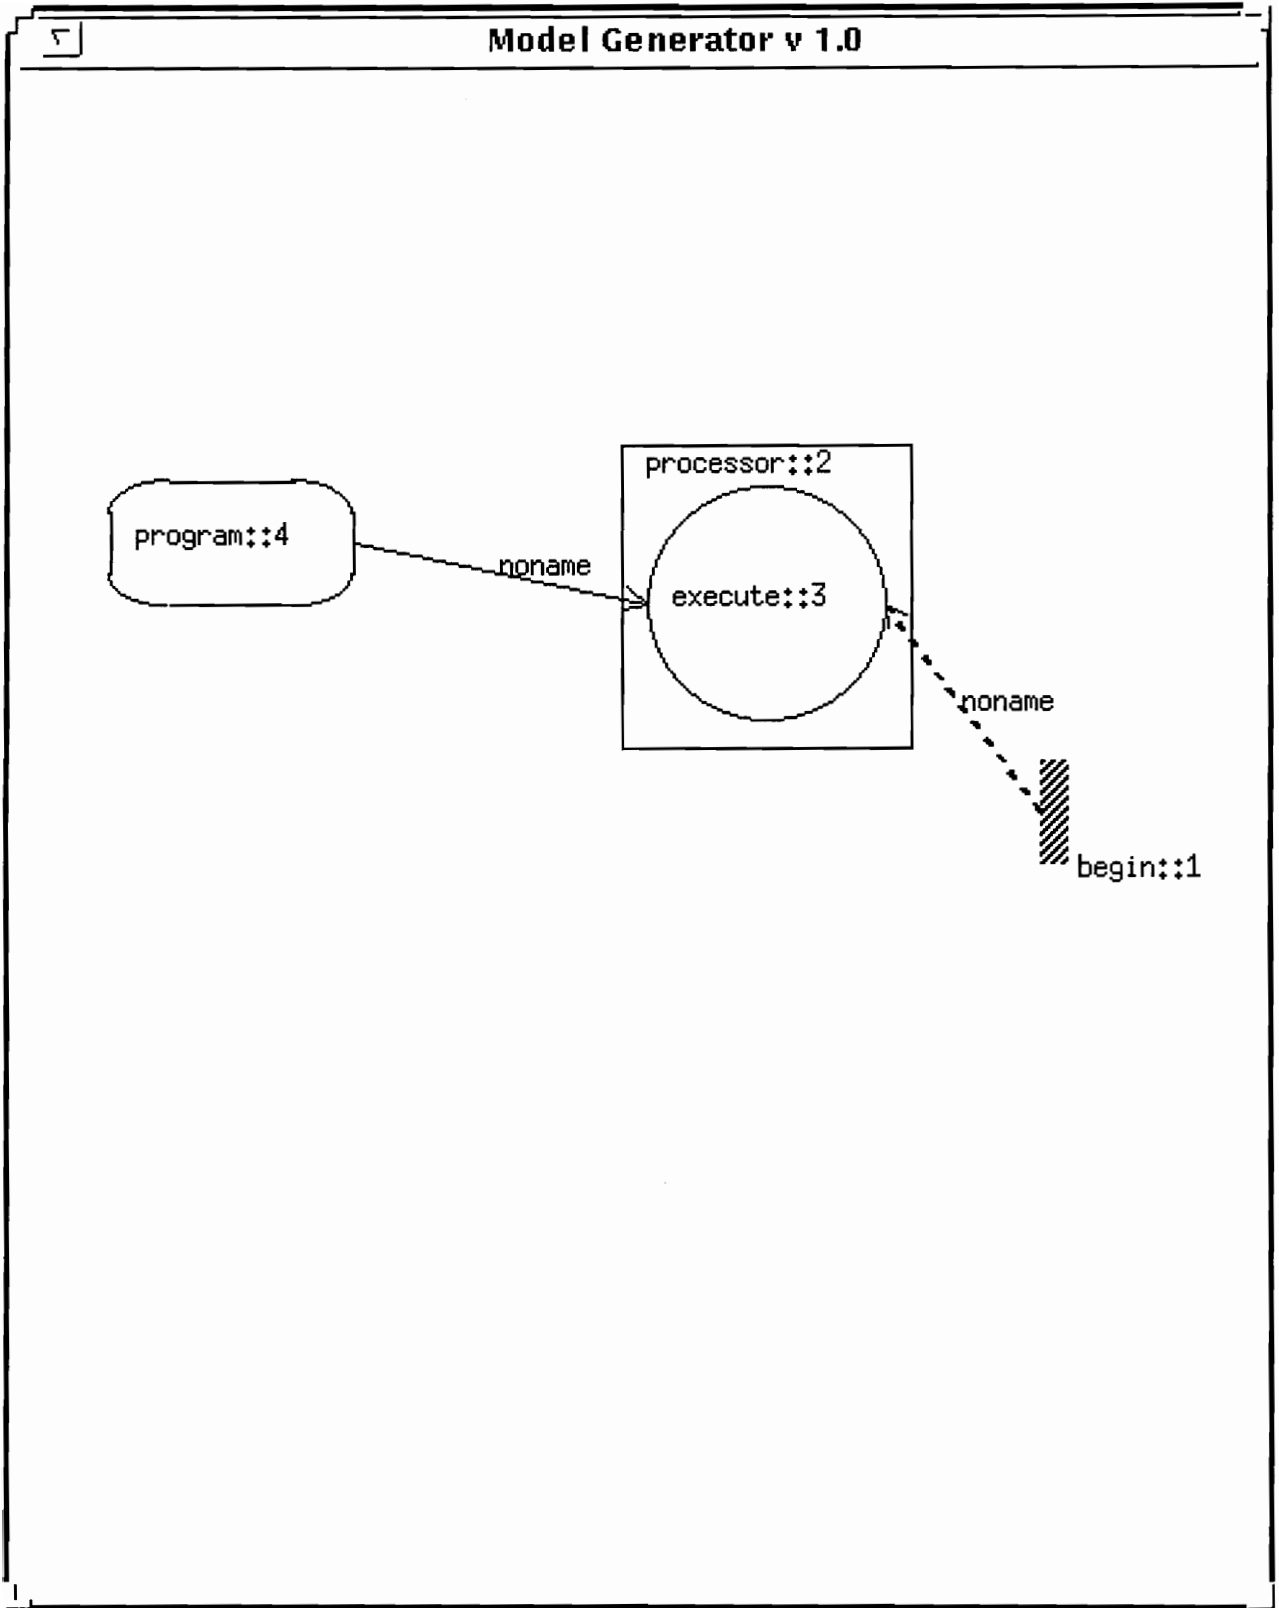 Model Generator v 1.0
processor::2
program::4
noname
execute::3
noname
begin::1